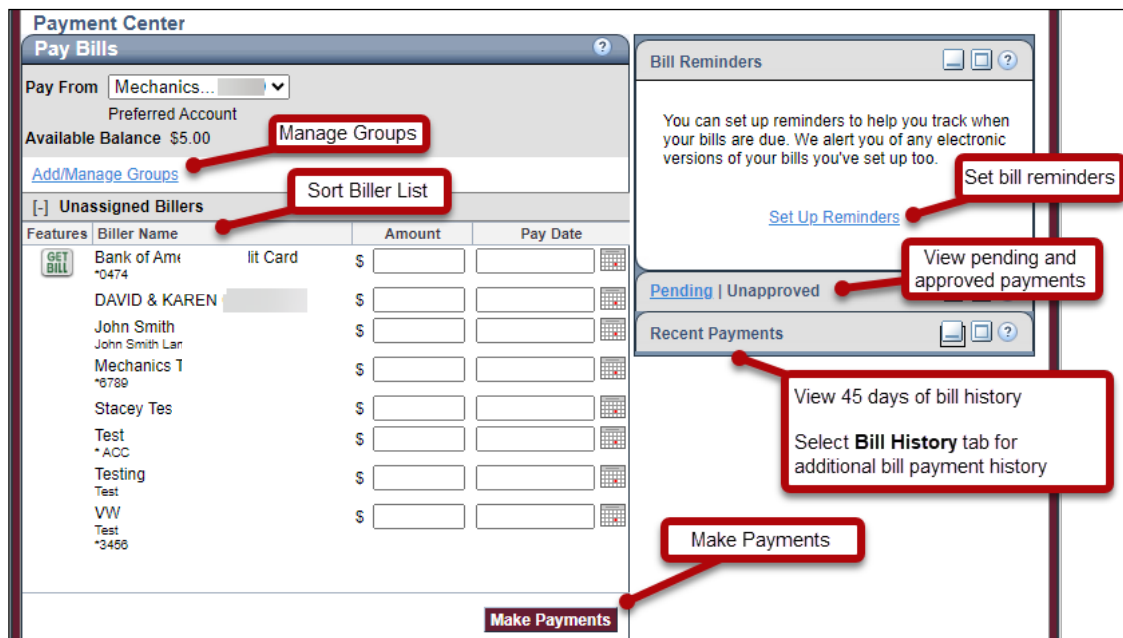 Payment Center
Pay Bills
?
Pay From Mechanics...
Preferred Account
Available Balance $5.00
Manage Groups
Add/Manage Groups
Sort Biller List
[-] Unassigned Billers
Features Biller Name Amount Pay Date
GET
BILL
Bank of Ame lit Card $
*0474
DAVID & KAREN $
John Smith $
John Smith Lar
Mechanics T $
*6789
Stacey Tes $
Test $
* ACC
Testing $
Test
VW $
Test
*3456
Make Payments
Bill Reminders ?
You can set up reminders to help you track when
your bills are due. We alert you of any electronic
versions of your bills you've set up too.
Set bill reminders
Set Up Reminders
View pending and
approved payments
Pending | Unapproved
Recent Payments ?
View 45 days of bill history
Select Bill History tab for
additional bill payment history
Make Payments